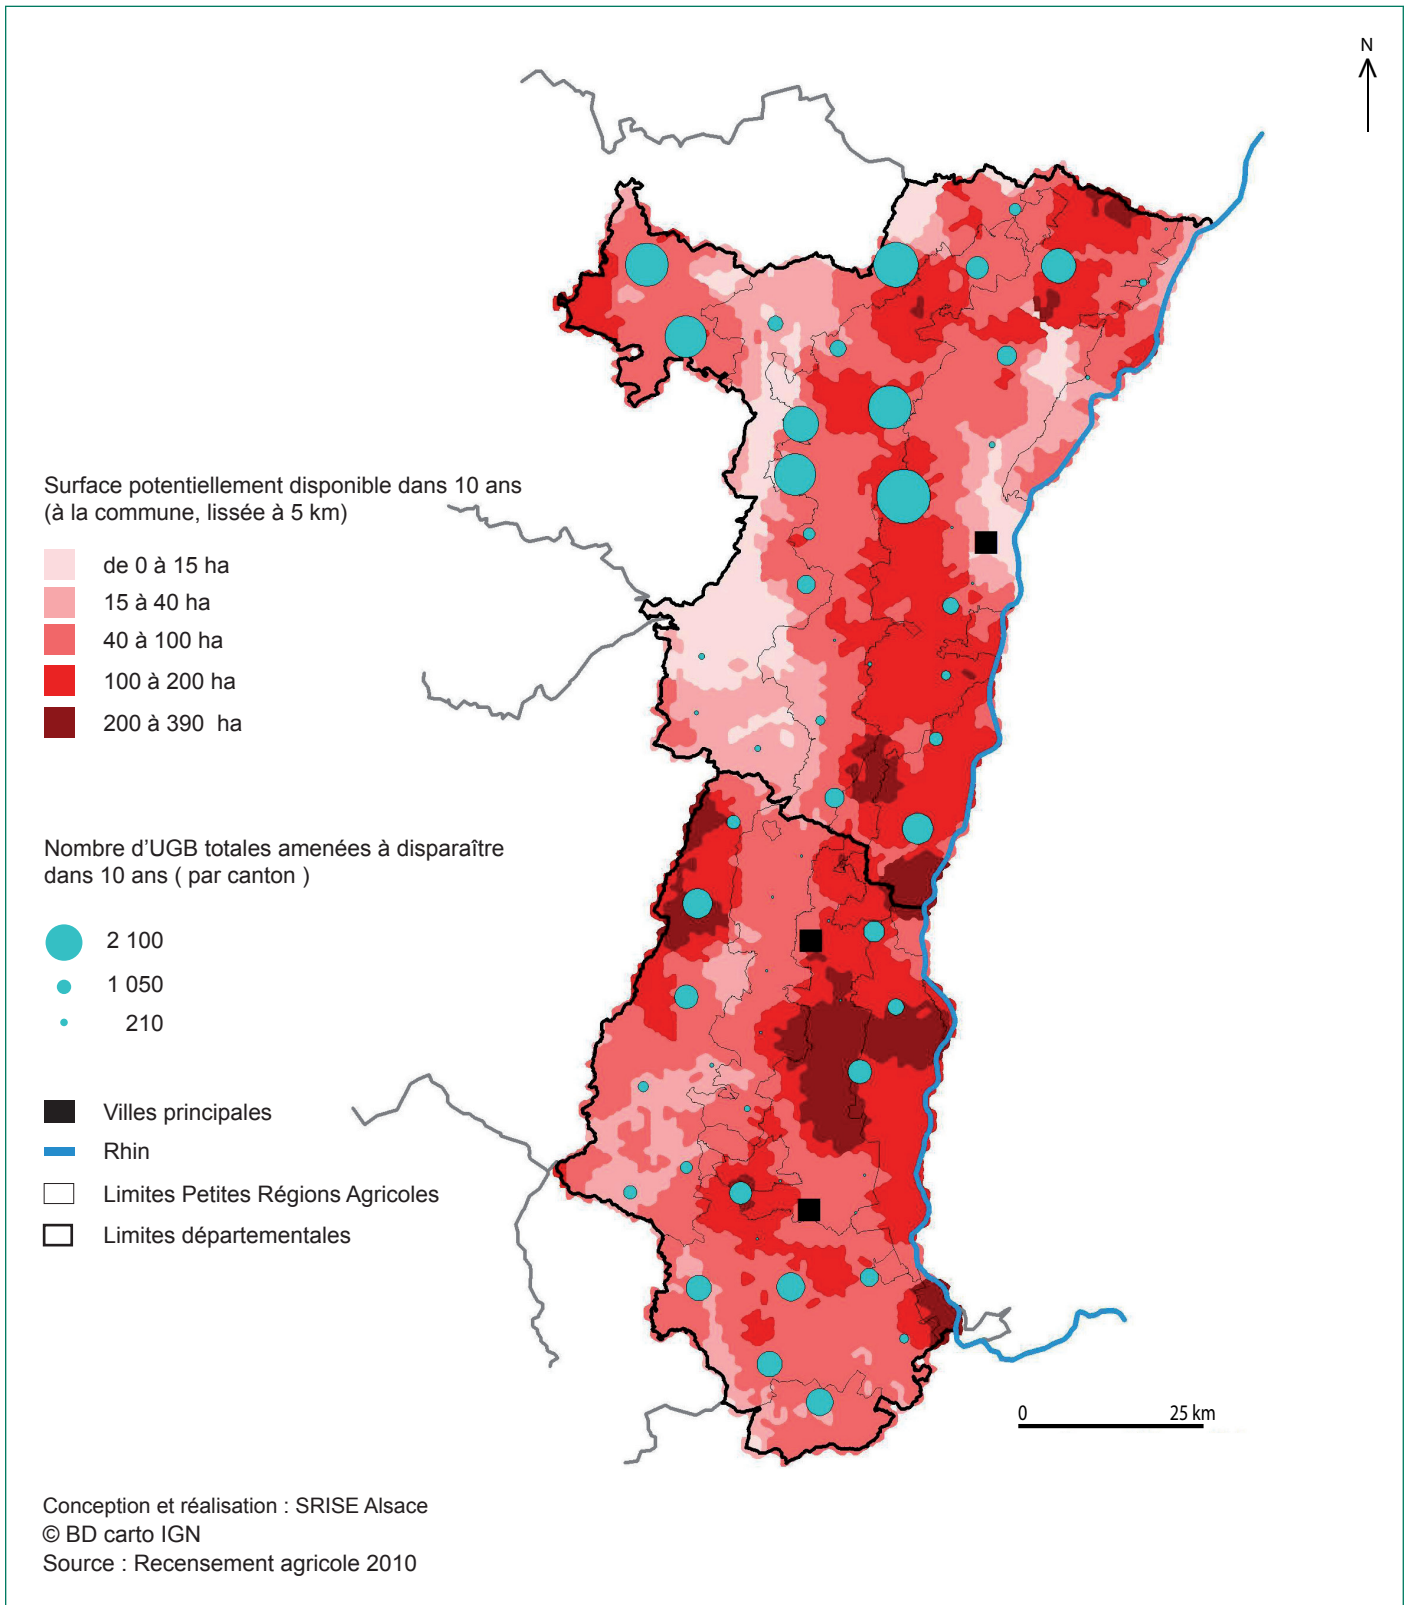 N
Surface potentiellement disponible dans 10 ans
(à la commune, lissée à 5 km)
de 0 à 15 ha
15 à 40 ha
40 à 100 ha
100 à 200 ha
200 à 390 ha
Nombre d'UGB totales amenées à disparaître
dans 10 ans ( par canton )
2 100
1 050
210
Villes principales
Rhin
Limites Petites Régions Agricoles
Limites départementales
0 25 km
Conception et réalisation : SRISE Alsace
© BD carto IGN
Source : Recensement agricole 2010